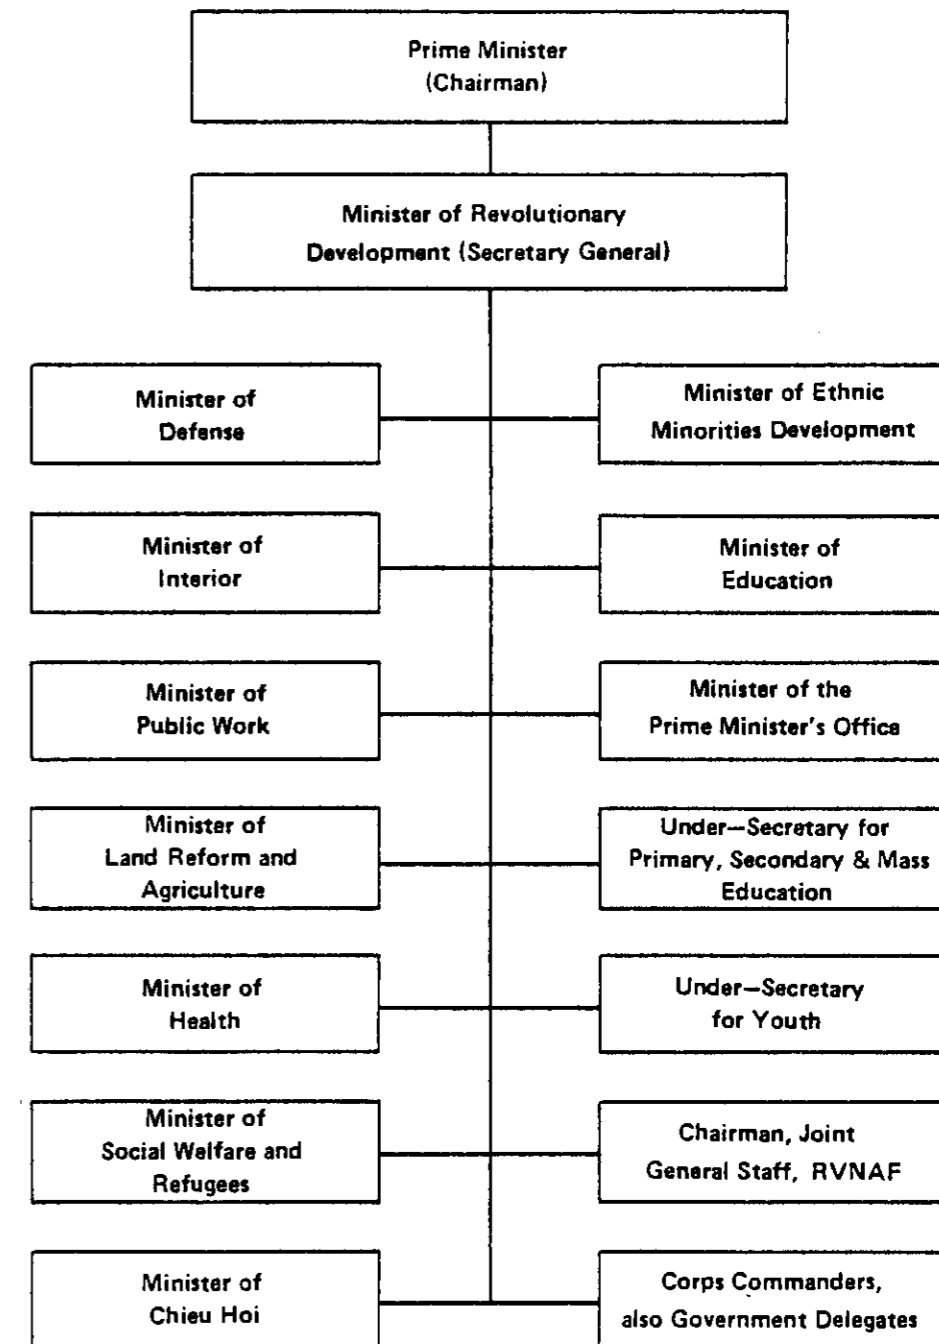 Prime Minister
(Chairman)
Minister of Revolutionary
Development (Secretary General)
Minister of
Defense
Minister of Ethnic
Minorities Development
Minister of
Interior
Minister of
Education
Minister of
Public Work
Minister of the
Prime Minister's Office
Minister of
Land Reform and
Agriculture
Under—Secretary for
Primary, Secondary & Mass
Education
Minister of
Health
Under—Secretary
for Youth
Minister of
Social Welfare and
Refugees
Chairman, Joint
General Staff, RVNAF
Minister of
Chieu Hoi
Corps Commanders,
also Government Delegates